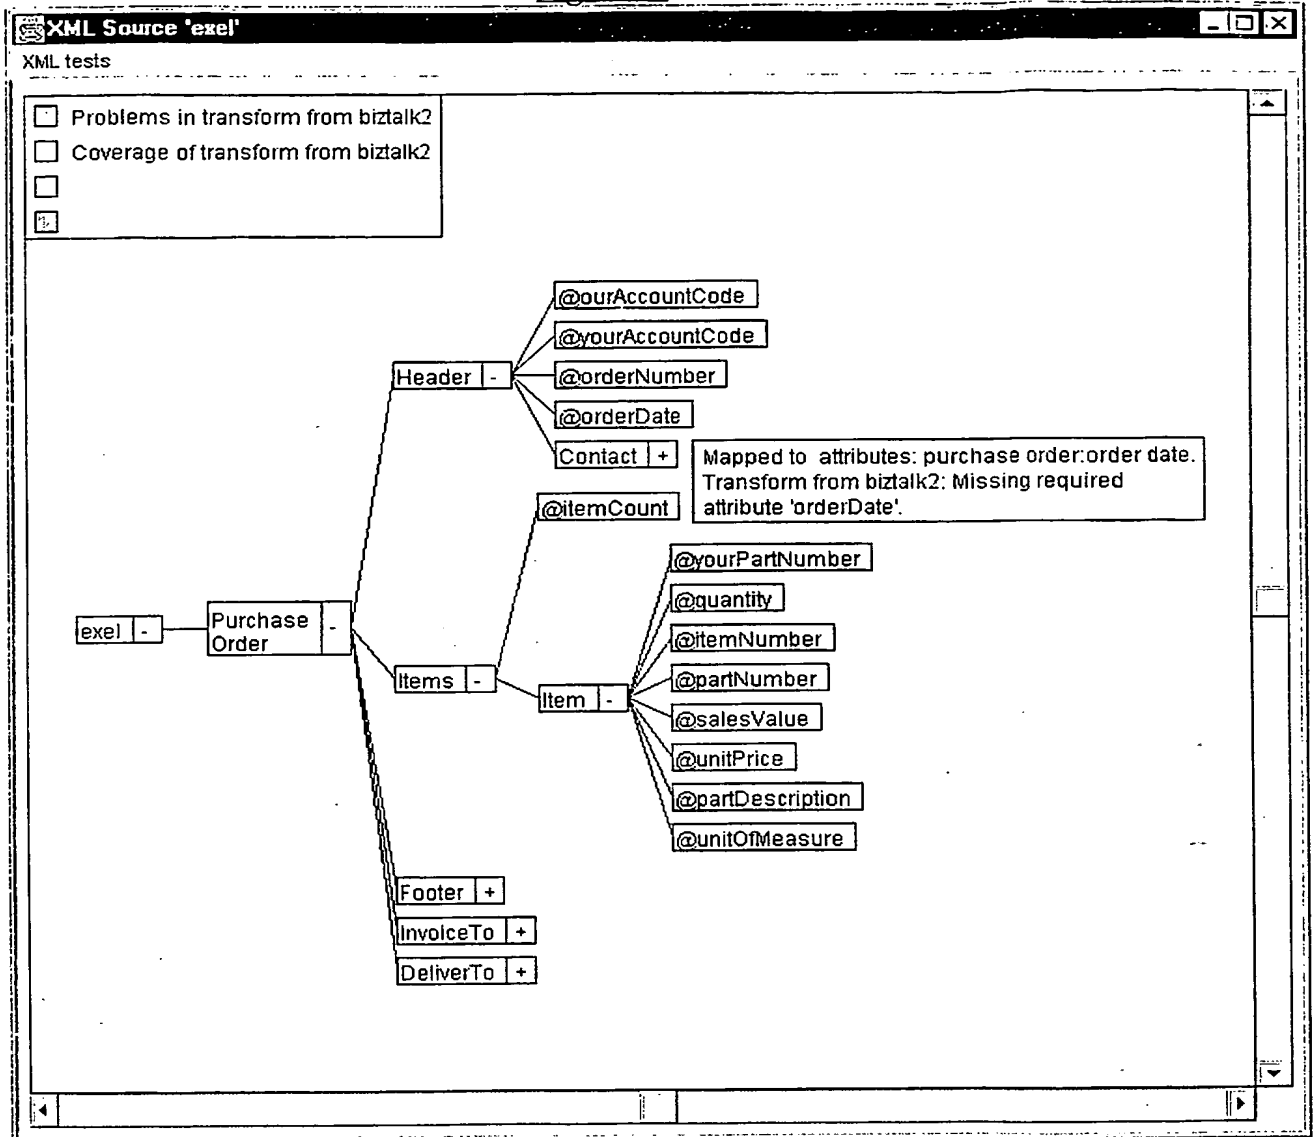 XML Source 'exel'
XML tests
Problems in transform from biztalk2
Coverage of transform from biztalk2
@ourAccountCode
@yourAccountCode
Header -
@orderNumber
@orderDate
Contact +
Mapped to attributes: purchase order:order date.
Transform from biztalk2: Missing required
attribute 'orderDate'.
@itemCount
@yourPartNumber
@quantity
exel -
Purchase
Order
-
@itemNumber
Items -
@partNumber
Item -
@salesValue
@unitPrice
@partDescription
@unitOfMeasure
Footer +
InvoiceTo +
DeliverTo +